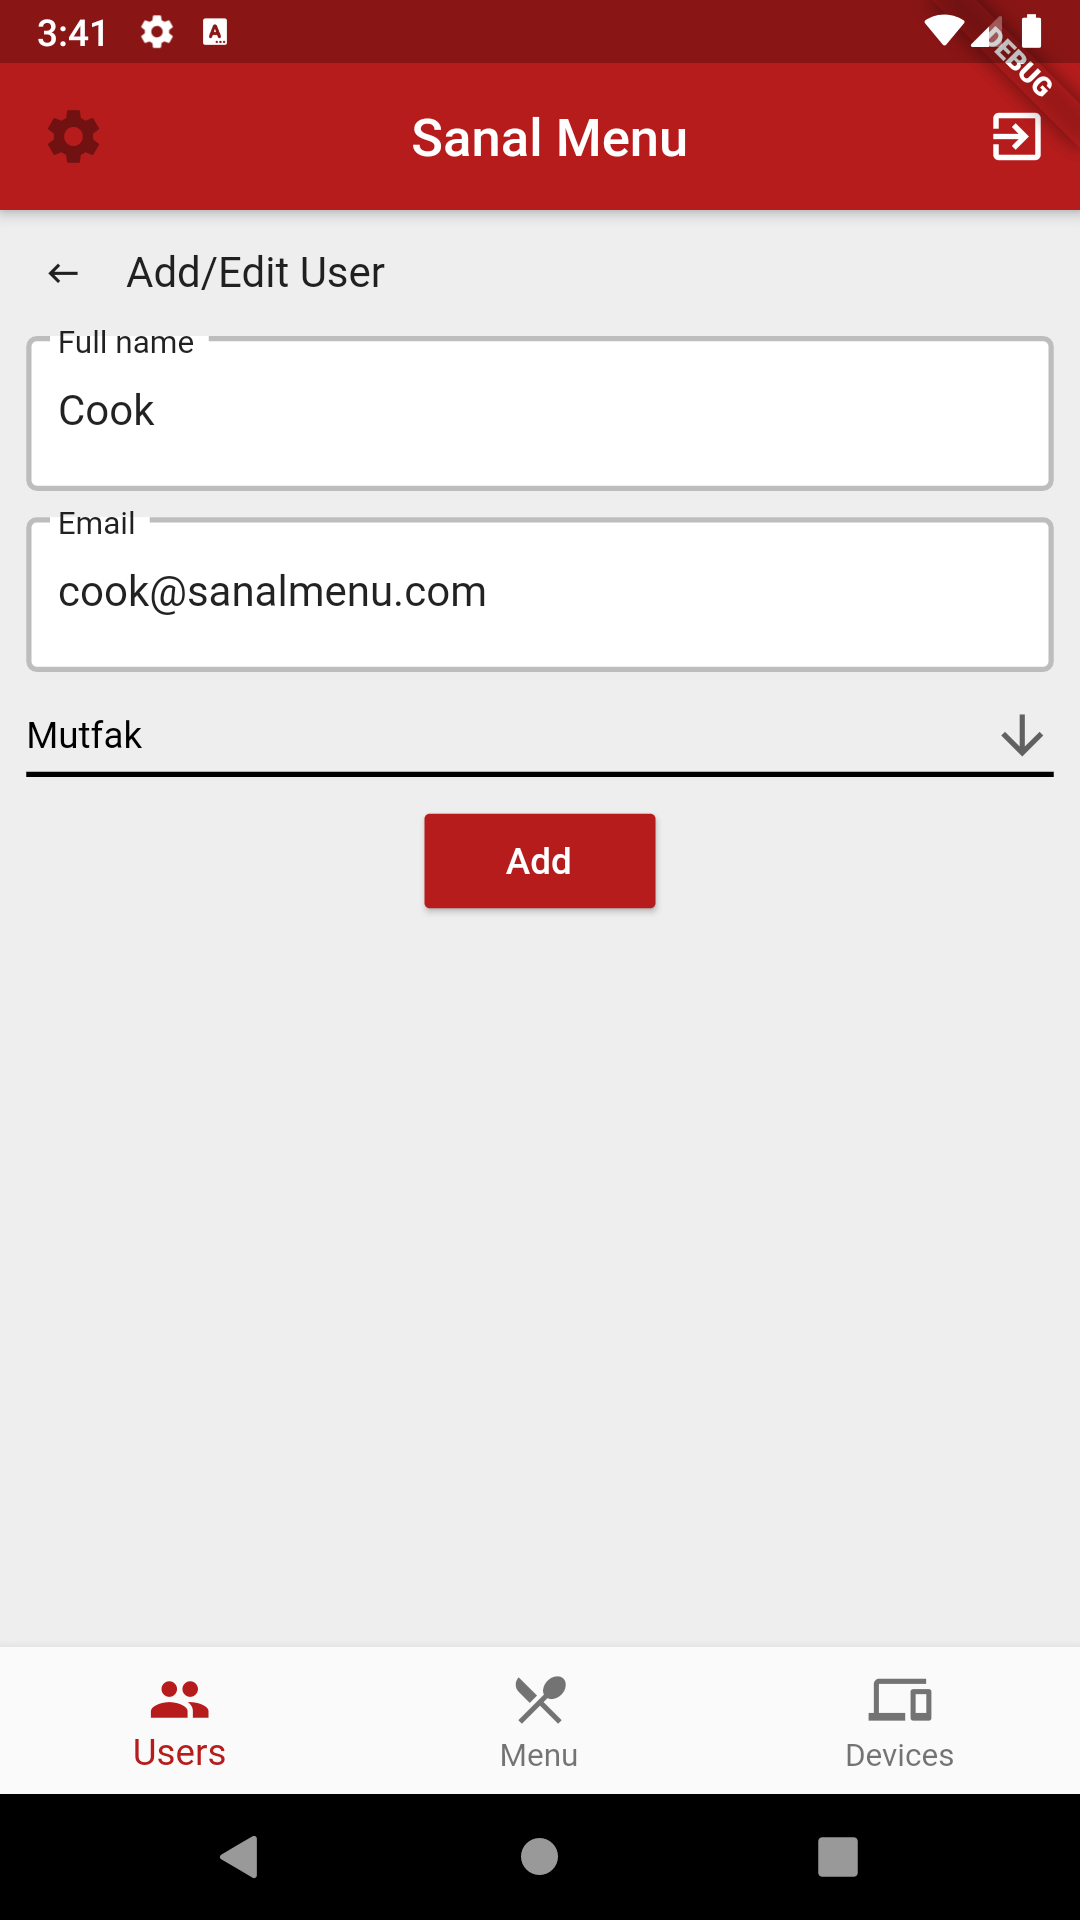 3:41
A
DEBUG
Sanal Menu
Add/Edit User
Full name
Cook
Email
cook@sanalmenu.com
Mutfak
Add
Users
Menu
Devices